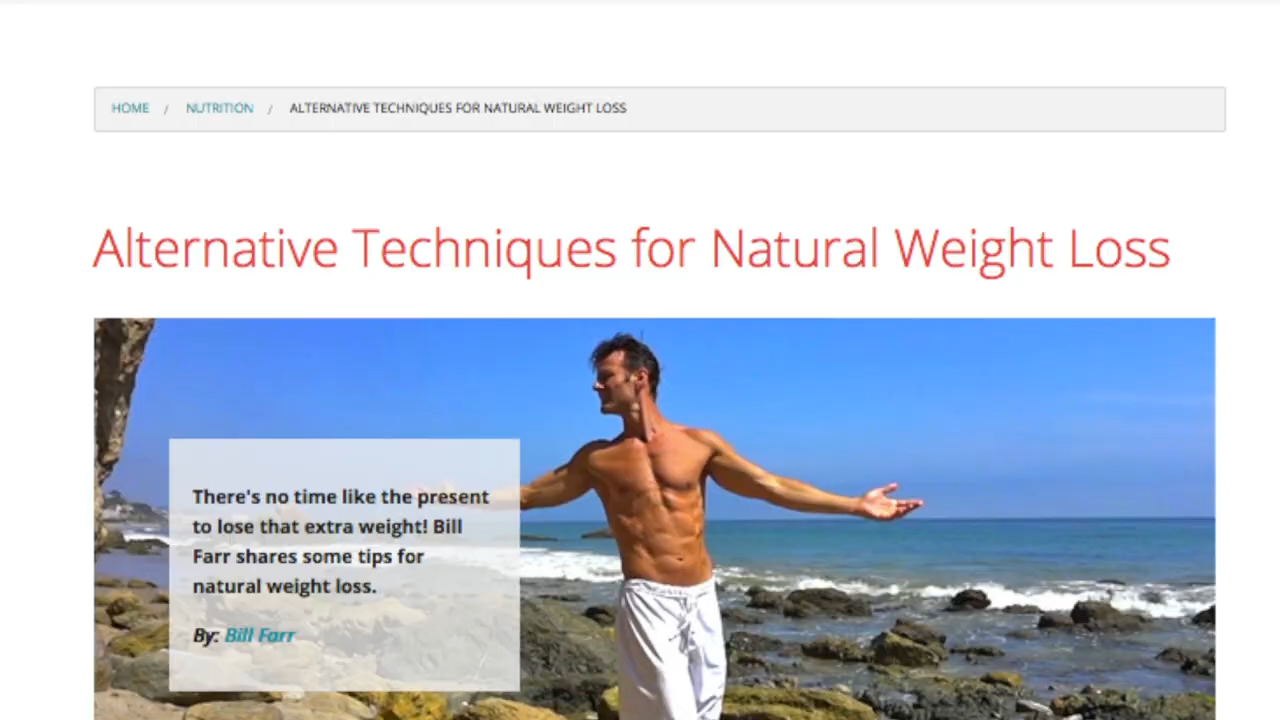 HOME / NUTRITION / ALTERNATIVE TECHNIQUES FOR NATURAL WEIGHT LOSS
Alternative Techniques for Natural Weight Loss
There's no time like the present
to lose that extra weight! Bill
Farr shares some tips for
natural weight loss.
By: Bill Farr